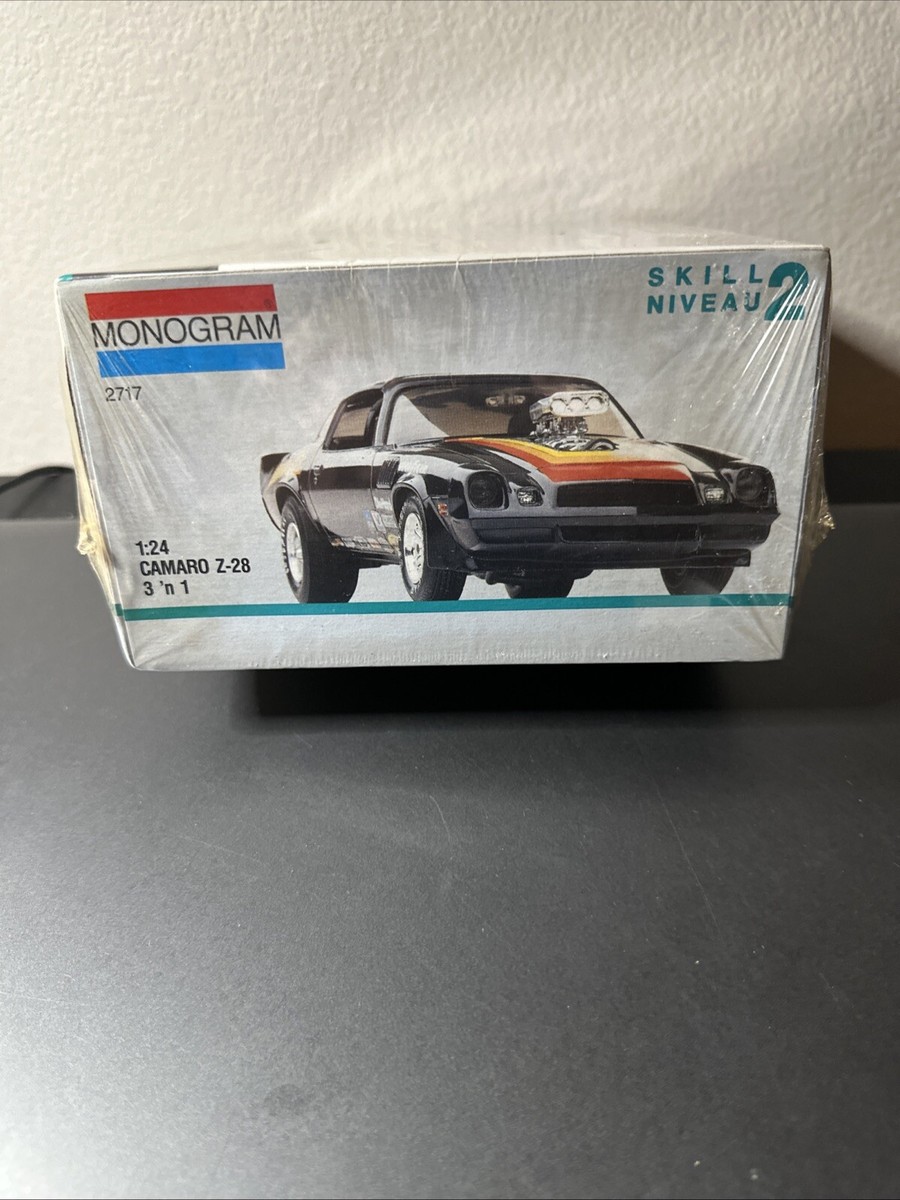 MONOGRAM
®
2717
SKILL
NIVEAU 2
1:24
CAMARO Z-28
3 'n 1